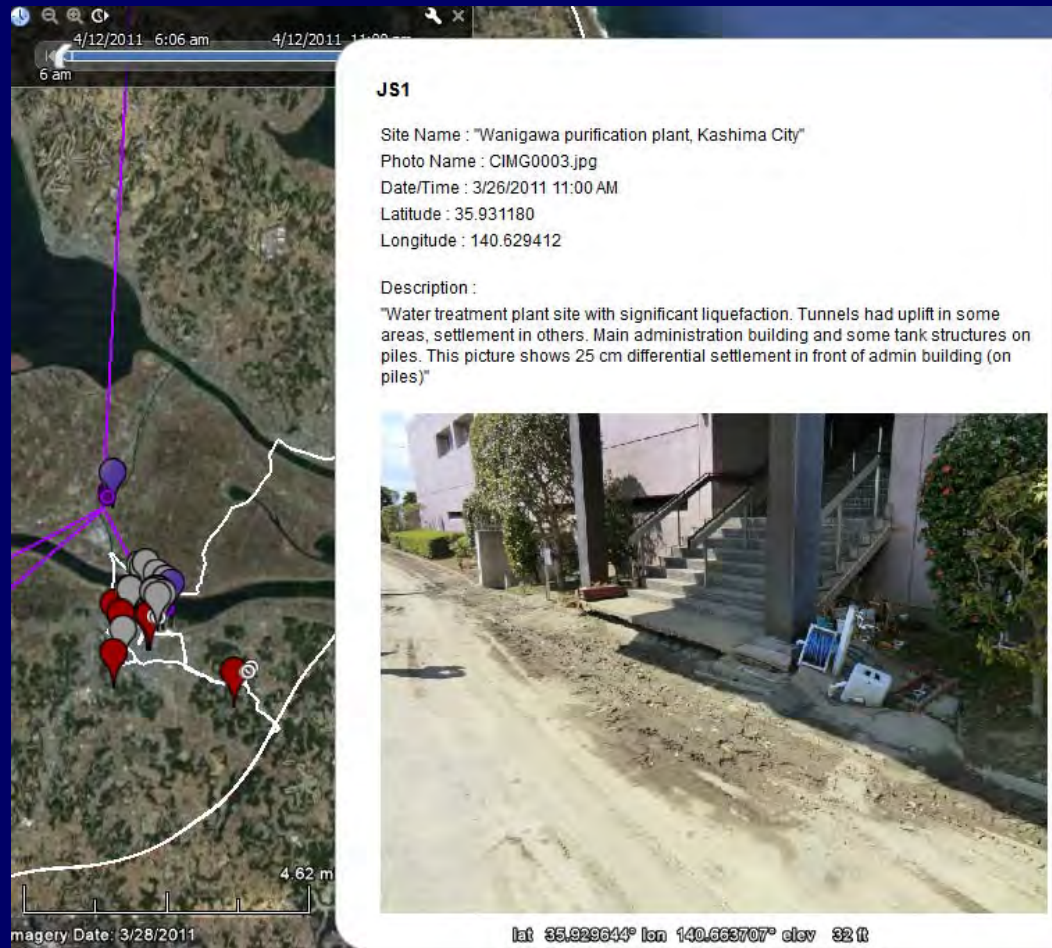 4/12/2011 6:06 am
4/12/2011 11:00 am
6 am
JS1
Site Name : "Wanigawa purification plant, Kashima City"
Photo Name : CIMG0003.jpg
Date/Time : 3/26/2011 11:00 AM
Latitude : 35.931180
Longitude : 140.629412
Description :
"Water treatment plant site with significant liquefaction. Tunnels had uplift in some
areas, settlement in others. Main administration building and some tank structures on
piles. This picture shows 25 cm differential settlement in front of admin building (on
piles)"
4.62 m
magery Date: 3/28/2011
lat 35.929644° lon 140.663707° elev 32 ft